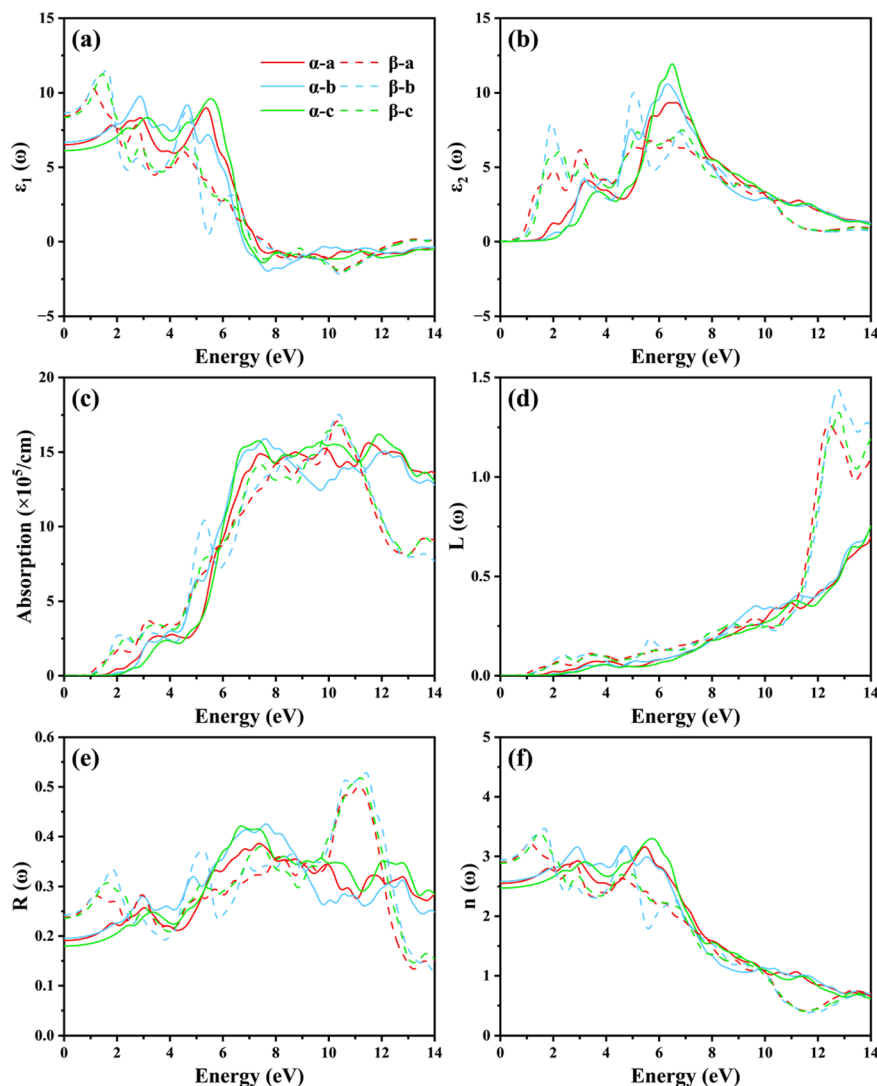 (a)
α-a β-a
α-b β-b
α-c β-c
15
10
5
0
−5
ε1 (ω)
0 2 4 6 8 10 12 14
Energy (eV)
(b)
15
10
5
0
−5
ε2 (ω)
0 2 4 6 8 10 12 14
Energy (eV)
(c)
20
15
10
5
0
Absorption (×10⁵/cm)
0 2 4 6 8 10 12 14
Energy (eV)
(d)
1.5
1.0
0.5
0.0
L (ω)
0 2 4 6 8 10 12 14
Energy (eV)
(e)
0.6
0.5
0.4
0.3
0.2
0.1
0.0
R (ω)
0 2 4 6 8 10 12 14
Energy (eV)
(f)
5
4
3
2
1
0
n (ω)
0 2 4 6 8 10 12 14
Energy (eV)